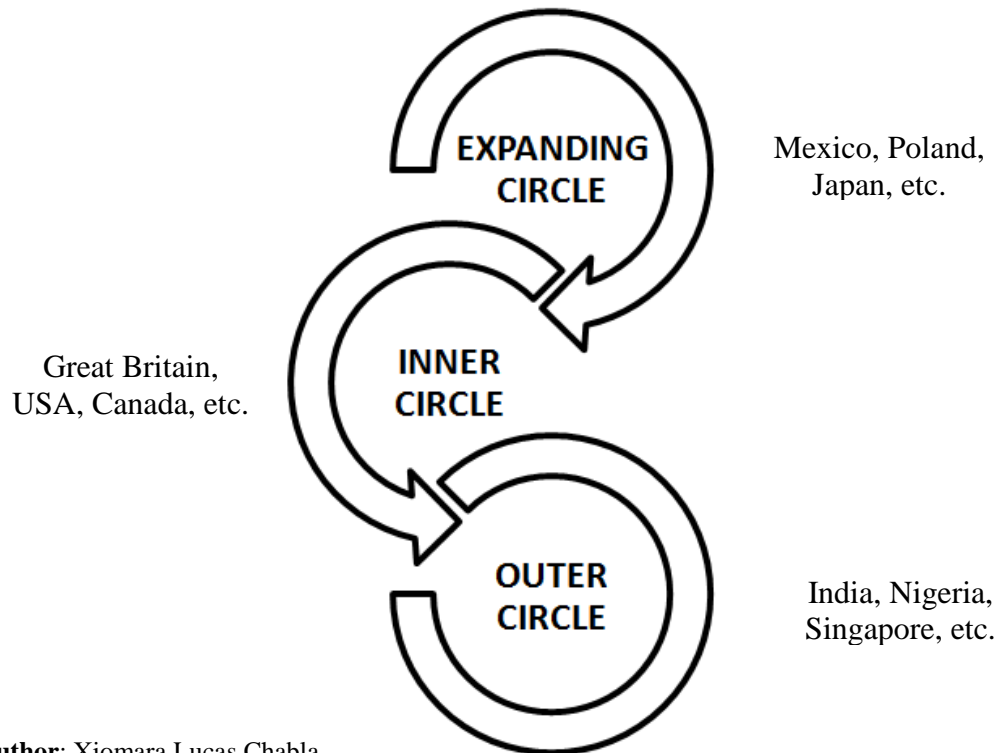 EXPANDING
CIRCLE
Mexico, Poland,
Japan, etc.
Great Britain,
USA, Canada, etc.
INNER
CIRCLE
OUTER
CIRCLE
India, Nigeria,
Singapore, etc.
uthor: Xiomara Lucas Chabla